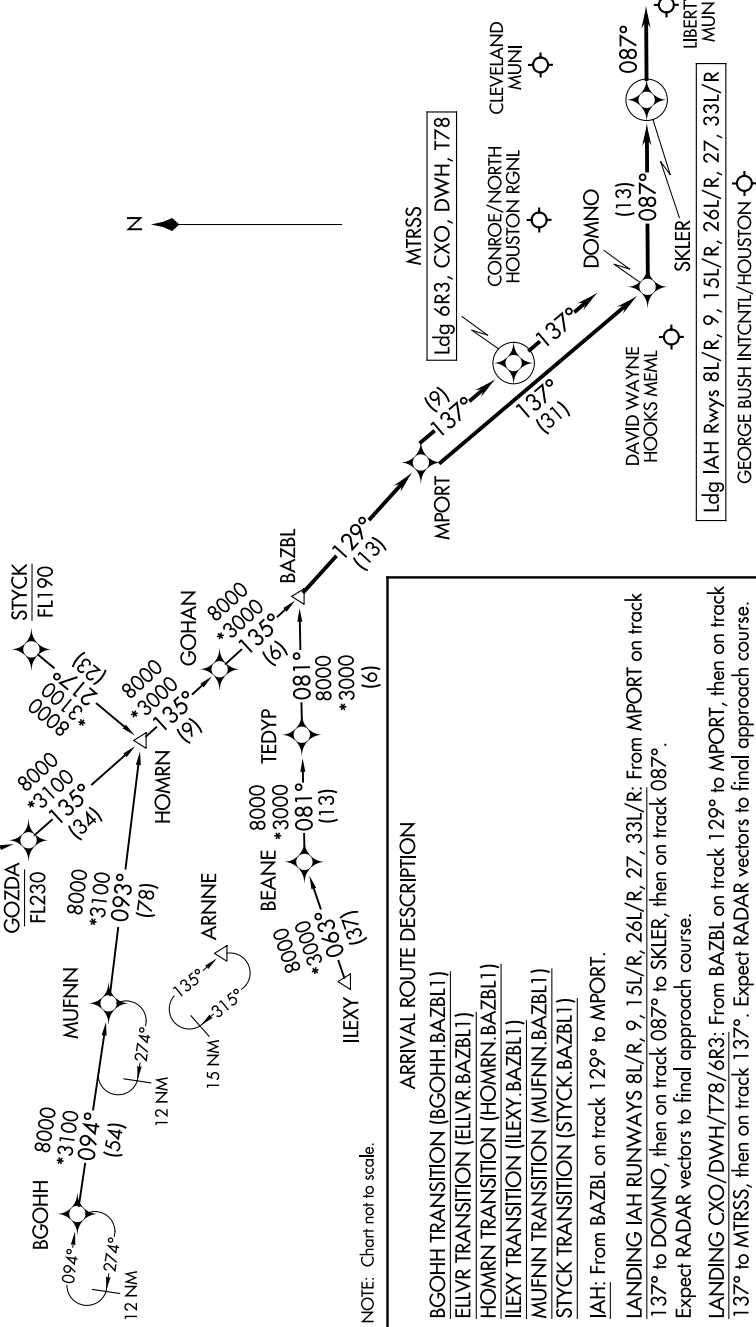 N
STYCK
FL190
8000
*3100
217°
(23)
GOZDA
FL230
8000
*3100
135°
(34)
HOMRN
8000
*3000
135°
(9)
GOHAN
8000
*3000
135°
(6)
BAZBL
BGOHH
094°
274°
12 NM
8000
*3100
094°
(54)
MUFNN
274°
12 NM
8000
*3100
093°
(78)
ARNNE
135°
315°
15 NM
ILEXY
8000
*3000
063°
(37)
BEANE
8000
*3000
081°
(13)
TEDYP
081°
8000
*3000
(6)
129°
(13)
MPORT
(9)
137°
137°
(31)
MTRSS
Ldg 6R3, CXO, DWH, T78
137°
CONROE/NORTH
HOUSTON RGNL
CLEVELAND
MUNI
DOMNO
(13)
087°
SKLER
087°
LIBERT
MUN
DAVID WAYNE
HOOKS MEML
Ldg IAH Rwys 8L/R, 9, 15L/R, 26L/R, 27, 33L/R
GEORGE BUSH INTCNTL/HOUSTON
NOTE: Chart not to scale.
ARRIVAL ROUTE DESCRIPTION
BGOHH TRANSITION (BGOHH.BAZBL1)
ELLVR TRANSITION (ELLVR.BAZBL1)
HOMRN TRANSITION (HOMRN.BAZBL1)
ILEXY TRANSITION (ILEXY.BAZBL1)
MUFNN TRANSITION (MUFNN.BAZBL1)
STYCK TRANSITION (STYCK.BAZBL1)
IAH: From BAZBL on track 129° to MPORT.
LANDING IAH RUNWAYS 8L/R, 9, 15L/R, 26L/R, 27, 33L/R: From MPORT on track
137° to DOMNO, then on track 087° to SKLER, then on track 087°.
Expect RADAR vectors to final approach course.
LANDING CXO/DWH/T78/6R3: From BAZBL on track 129° to MPORT, then on track
137° to MTRSS, then on track 137°. Expect RADAR vectors to final approach course.